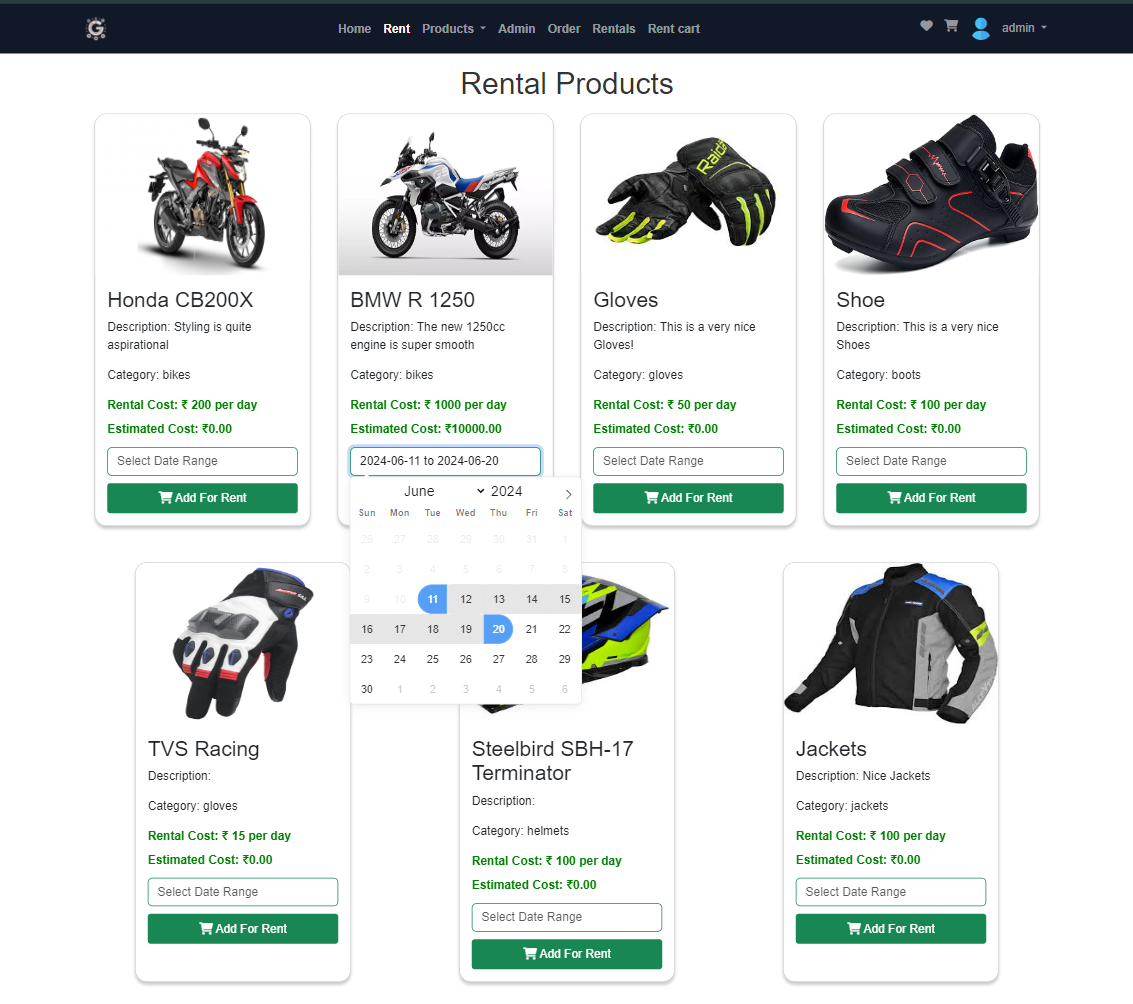 G
Home Rent Products Admin Order Rentals Rent cart admin
Rental Products
Raida
Honda CB200X
Description: Styling is quite
aspirational
Category: bikes
Rental Cost: ₹ 200 per day
Estimated Cost: ₹0.00
Select Date Range
Add For Rent
BMW R 1250
Description: The new 1250cc
engine is super smooth
Category: bikes
Rental Cost: ₹ 1000 per day
Estimated Cost: ₹10000.00
2024-06-11 to 2024-06-20
June 2024
Sun Mon Tue Wed Thu Fri Sat
26 27 28 29 30 31 1
2 3 4 5 6 7 8
9 10 11 12 13 14 15
16 17 18 19 20 21 22
23 24 25 26 27 28 29
30 1 2 3 4 5 6
Gloves
Description: This is a very nice
Gloves!
Category: gloves
Rental Cost: ₹ 50 per day
Estimated Cost: ₹0.00
Select Date Range
Add For Rent
Shoe
Description: This is a very nice
Shoes
Category: boots
Rental Cost: ₹ 100 per day
Estimated Cost: ₹0.00
Select Date Range
Add For Rent
TVS Racing
Description:
Category: gloves
Rental Cost: ₹ 15 per day
Estimated Cost: ₹0.00
Select Date Range
Add For Rent
Steelbird SBH-17
Terminator
Description:
Category: helmets
Rental Cost: ₹ 100 per day
Estimated Cost: ₹0.00
Select Date Range
Add For Rent
Jackets
Description: Nice Jackets
Category: jackets
Rental Cost: ₹ 100 per day
Estimated Cost: ₹0.00
Select Date Range
Add For Rent